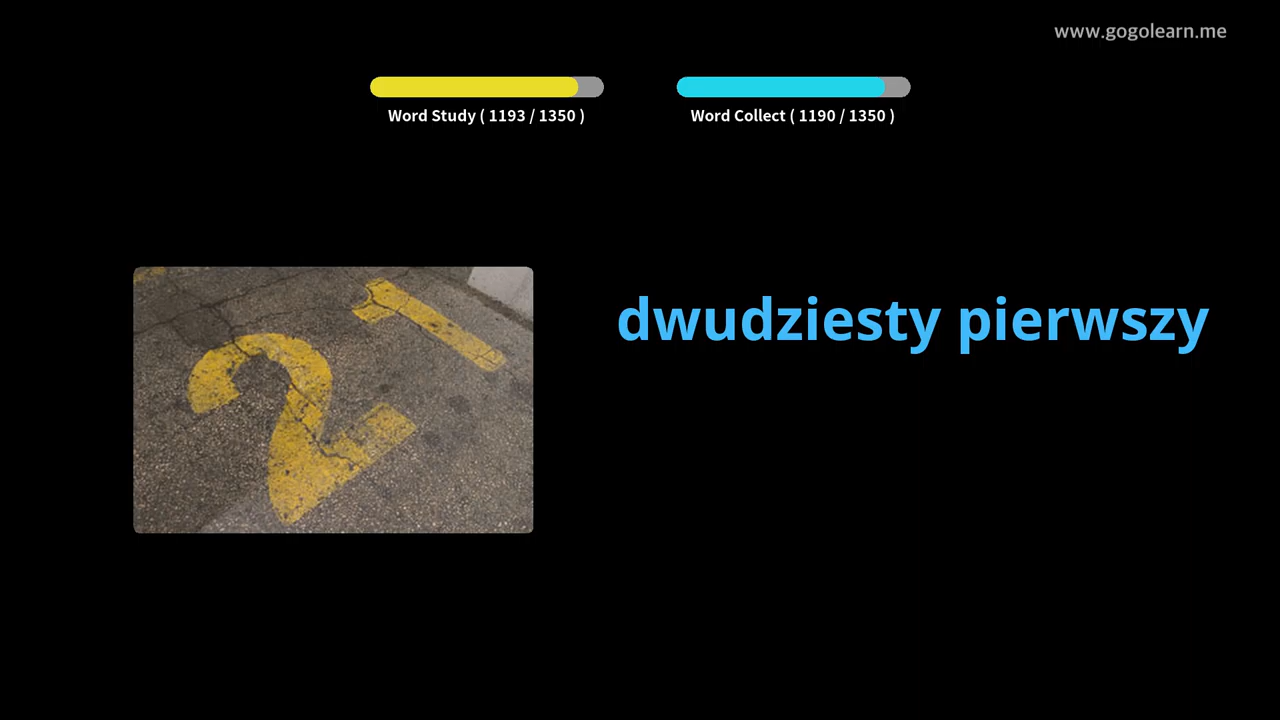 www.gogolearn.me
Word Study ( 1193 / 1350 )
Word Collect ( 1190 / 1350 )
21
dwudziesty pierwszy